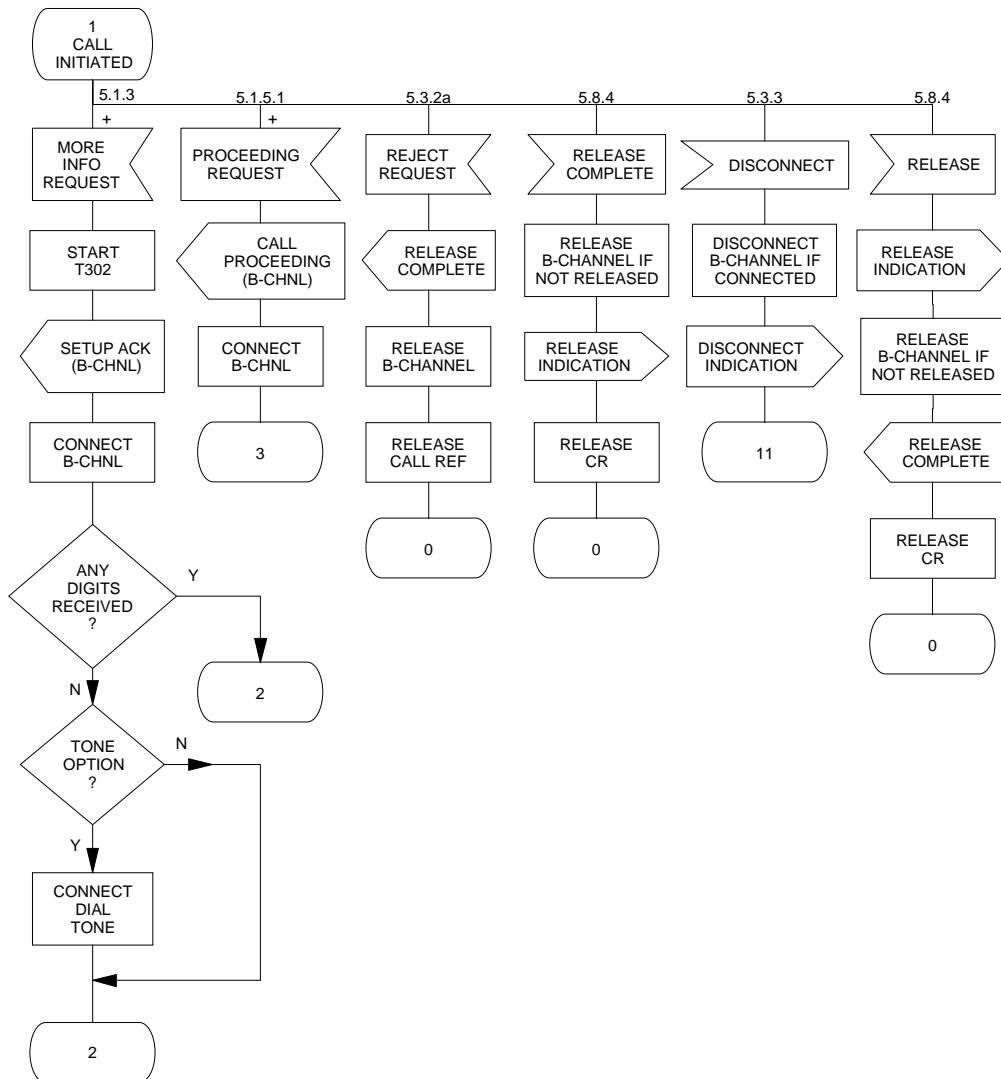 1
CALL
INITIATED
5.1.3
5.1.5.1
5.3.2a
5.8.4
5.3.3
5.8.4
+
+
MORE
INFO
REQUEST
PROCEEDING
REQUEST
REJECT
REQUEST
RELEASE
COMPLETE
DISCONNECT
RELEASE
START
T302
CALL
PROCEEDING
(B-CHNL)
RELEASE
COMPLETE
RELEASE
B-CHANNEL IF
NOT RELEASED
DISCONNECT
B-CHANNEL IF
CONNECTED
RELEASE
INDICATION
SETUP ACK
(B-CHNL)
CONNECT
B-CHNL
RELEASE
B-CHANNEL
RELEASE
INDICATION
DISCONNECT
INDICATION
RELEASE
B-CHANNEL IF
NOT RELEASED
CONNECT
B-CHNL
3
RELEASE
CALL REF
RELEASE
CR
11
RELEASE
COMPLETE
0
0
RELEASE
CR
ANY
DIGITS
RECEIVED
?
Y
0
N
2
TONE
OPTION
?
N
Y
CONNECT
DIAL
TONE
2